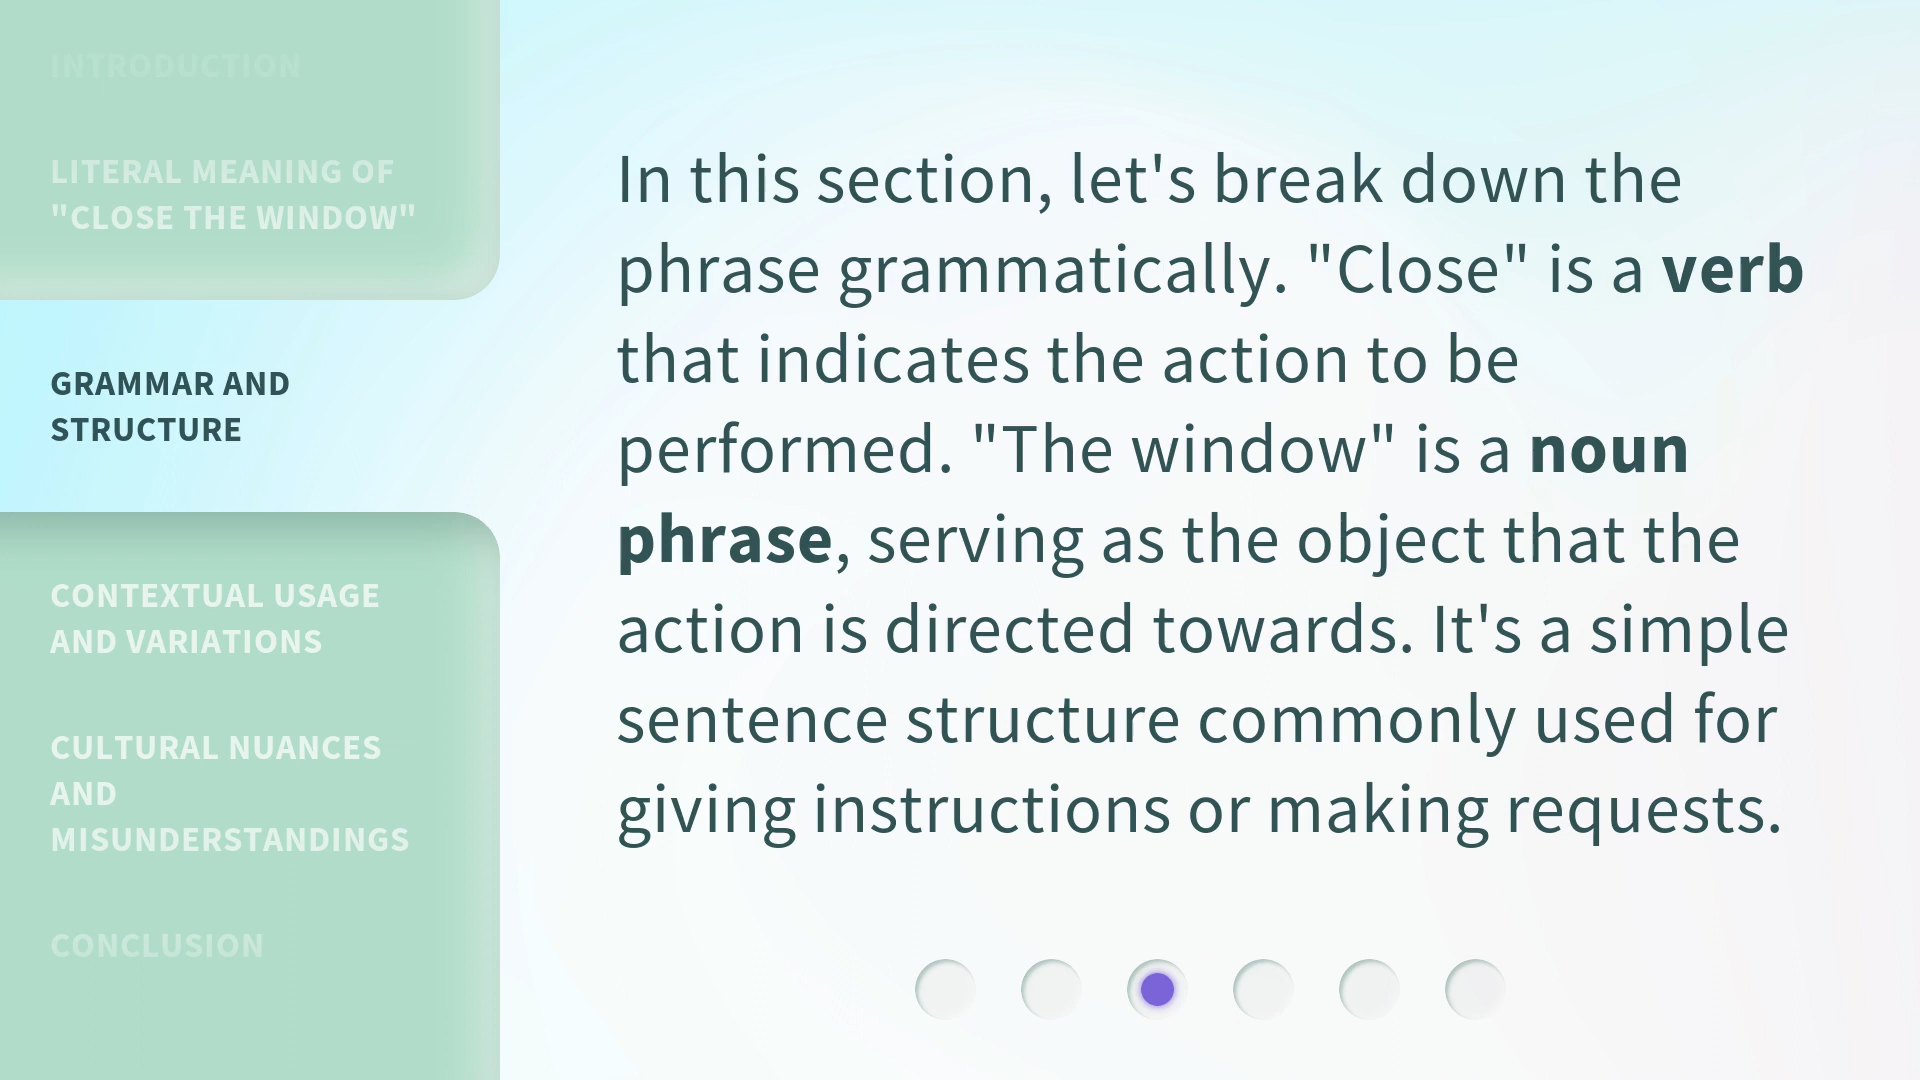 INTRODUCTION
LITERAL MEANING OF
"CLOSE THE WINDOW"
GRAMMAR AND
STRUCTURE
CONTEXTUAL USAGE
AND VARIATIONS
CULTURAL NUANCES
AND
MISUNDERSTANDINGS
CONCLUSION
In this section, let's break down the
phrase grammatically. "Close" is a verb
that indicates the action to be
performed. "The window" is a noun
phrase, serving as the object that the
action is directed towards. It's a simple
sentence structure commonly used for
giving instructions or making requests.